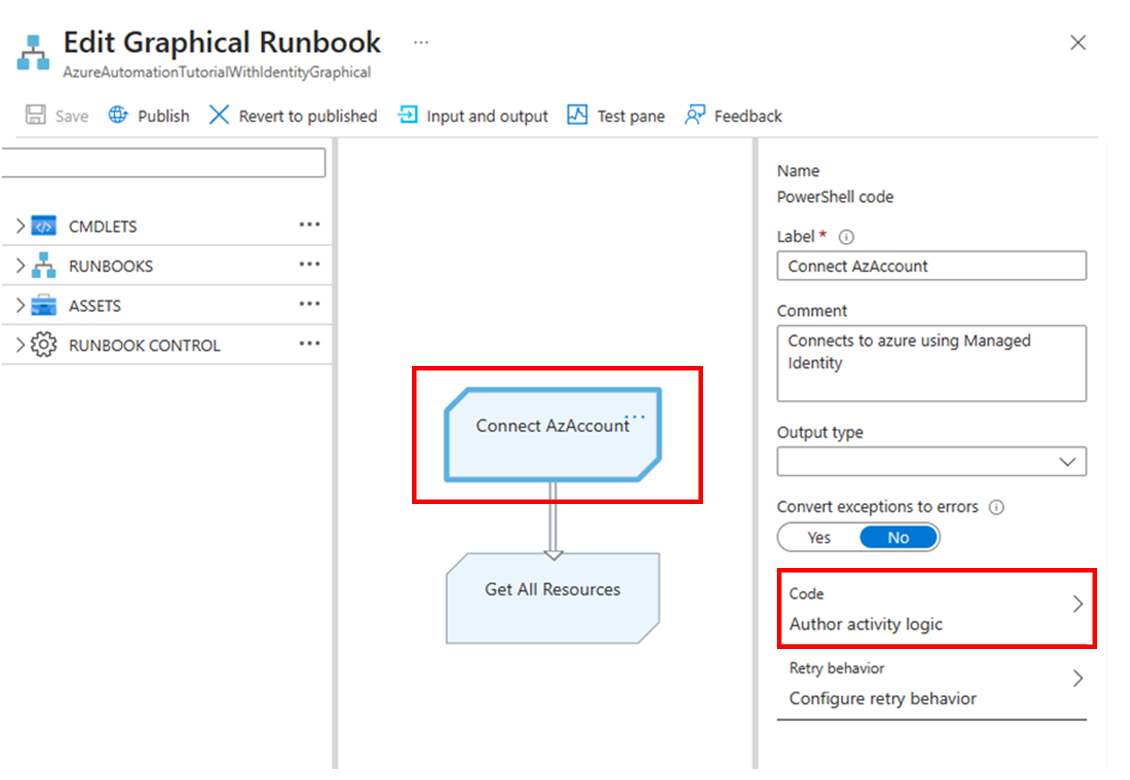 Edit Graphical Runbook ...
AzureAutomationTutorialWithIdentityGraphical
Save Publish Revert to published Input and output Test pane Feedback
CMDLETS
RUNBOOKS
ASSETS
RUNBOOK CONTROL
Connect AzAccount
Get All Resources
Name
PowerShell code
Label *
Connect AzAccount
Comment
Connects to azure using Managed
Identity
Output type
Convert exceptions to errors
Yes No
Code
Author activity logic
Retry behavior
Configure retry behavior